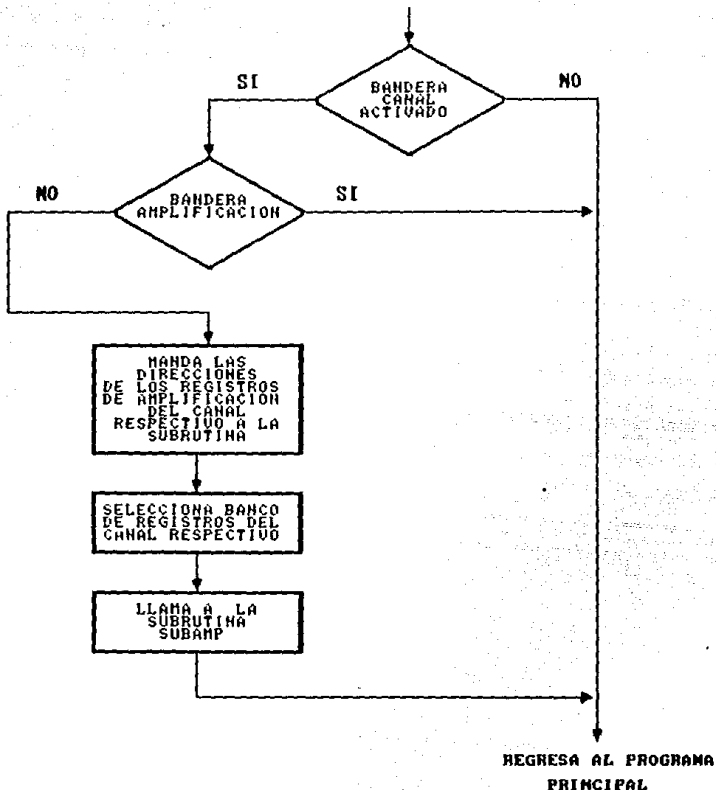 SI
NO
BANDERA
CANAL
ACTIVADO
NO
SI
BANDERA
AMPLIFICACION
MANDA LAS
DIRECCIONES
DE LOS REGISTROS
DE AMPLIFICACION
DEL CANAL
RESPECTIVO A LA
SUBRUTINA
SELECCIONA BANCO
DE REGISTROS DEL
CANAL RESPECTIVO
LLAMA A LA
SUBRUTINA
SUBAMP
REGRESA AL PROGRAMA
PRINCIPAL